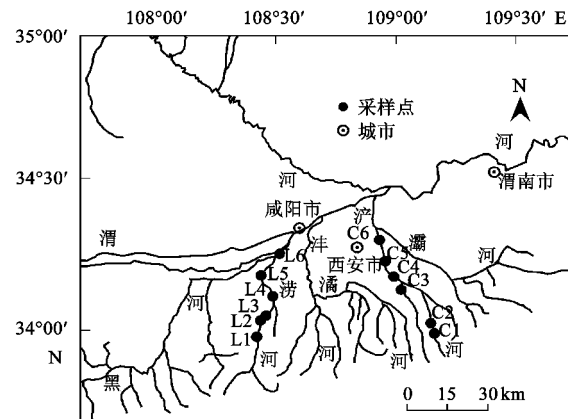 108°00′ 108°30′ 109°00′ 109°30′ E
35°00′
N
采样点
城市
34°30′
河
渭南市
河
咸阳市
浐
渭
C6
沣
灞
L6
西安市
C5
河
C4
L5
C3
河
涝
潏
L4
L3
C2
34°00′
L2
C1
N
L1
河
河
河
河
黑
0 15 30 km